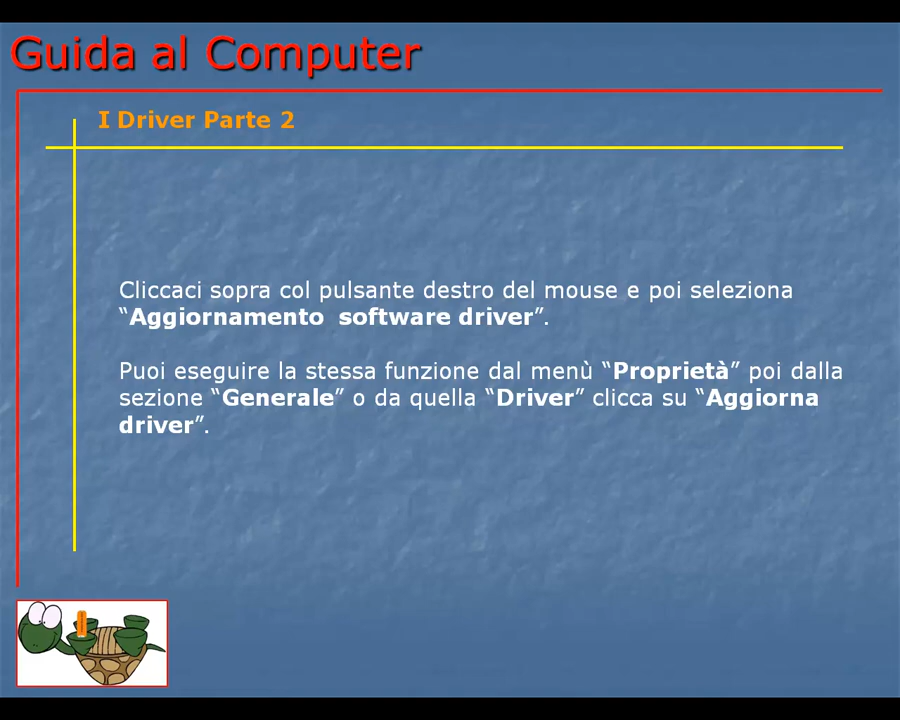 Guida al Computer
I Driver Parte 2
Cliccaci sopra col pulsante destro del mouse e poi seleziona
“Aggiornamento  software driver”.
Puoi eseguire la stessa funzione dal menù “Proprietà” poi dalla
sezione “Generale” o da quella “Driver” clicca su “Aggiorna
driver”.